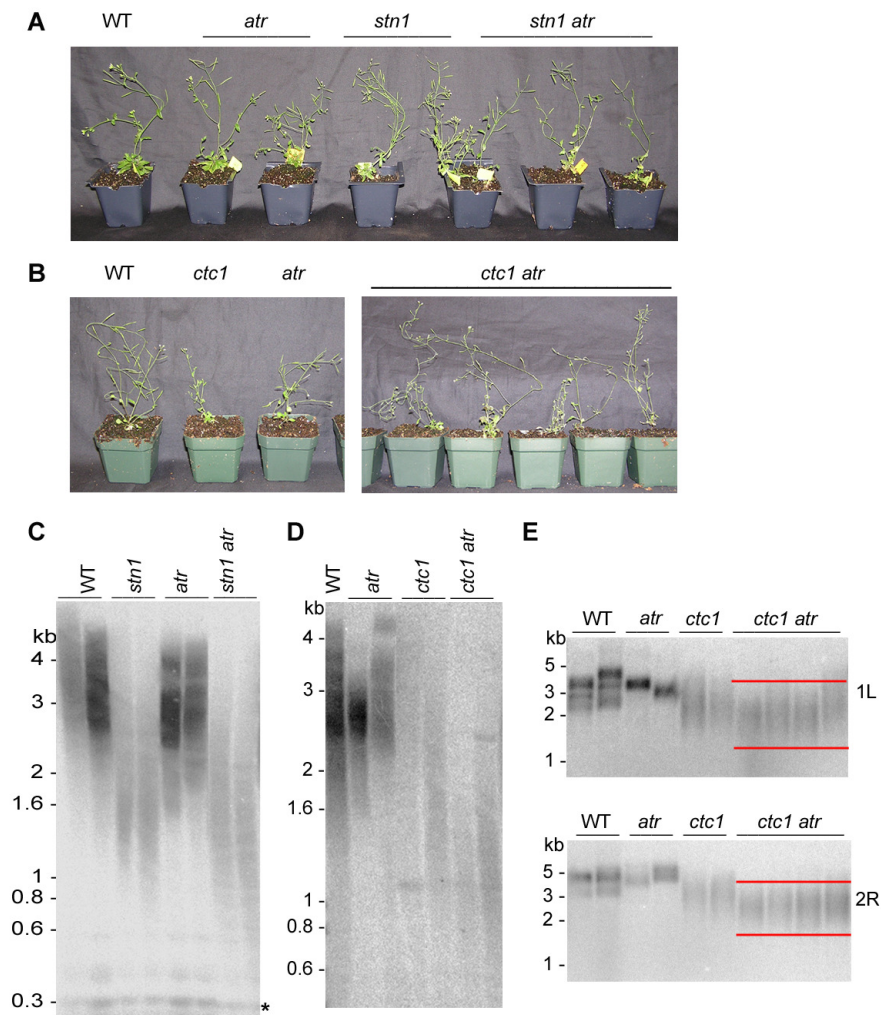 A
WT atr stn1 stn1 atr
B
WT ctc1 atr ctc1 atr
C
WT stn1 atr stn1 atr
kb
4
3
2
1.6
1
0.8
0.6
0.3
*
D
WT atr ctc1 ctc1 atr
kb
4
3
2
1.6
1
0.8
0.6
E
WT atr ctc1 ctc1 atr
kb
5
3
2
1
1L
WT atr ctc1 ctc1 atr
kb
5
3
2
1
2R